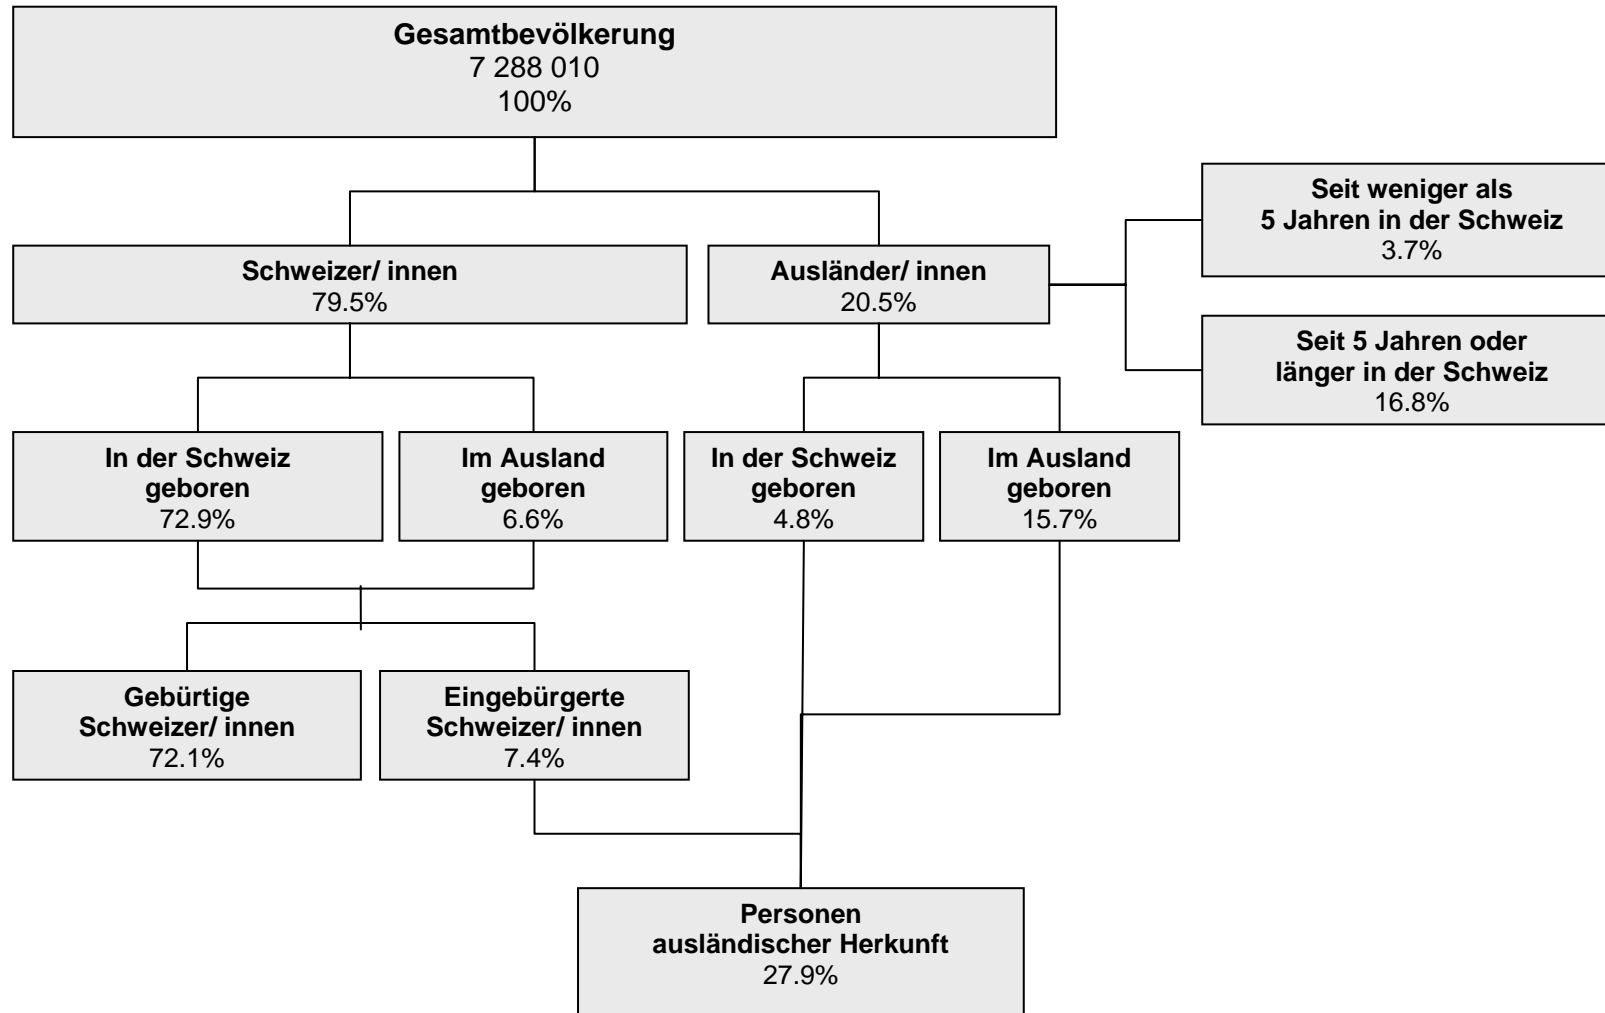 Gesamtbevölkerung
7 288 010
100%
Seit weniger als
5 Jahren in der Schweiz
3.7%
Schweizer/ innen
79.5%
Ausländer/ innen
20.5%
Seit 5 Jahren oder
länger in der Schweiz
16.8%
In der Schweiz
geboren
72.9%
Im Ausland
geboren
6.6%
In der Schweiz
geboren
4.8%
Im Ausland
geboren
15.7%
Gebürtige
Schweizer/ innen
72.1%
Eingebürgerte
Schweizer/ innen
7.4%
Personen
ausländischer Herkunft
27.9%